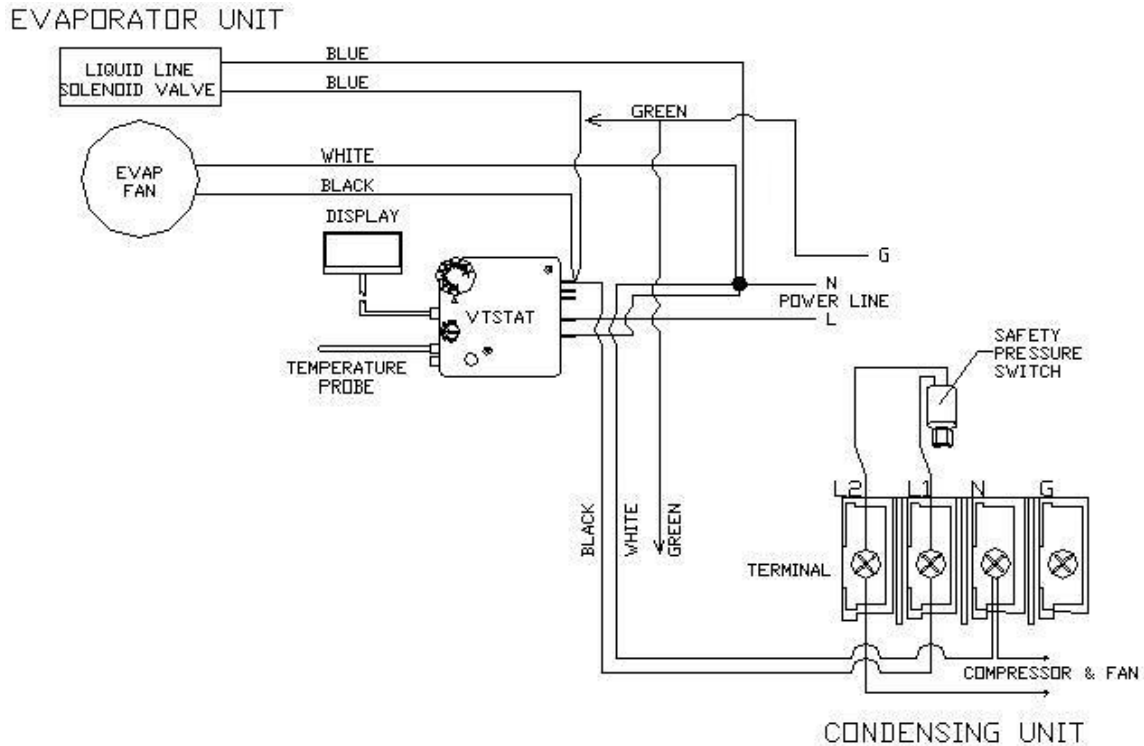 EVAPORATOR UNIT
LIQUID LINE
SOLENOID VALVE
BLUE
BLUE
GREEN
EVAP
FAN
WHITE
BLACK
DISPLAY
G
N
POWER LINE
L
VTSTAT
TEMPERATURE
PROBE
SAFETY
PRESSURE
SWITCH
BLACK
WHITE
GREEN
L2
L1
N
G
TERMINAL
COMPRESSOR & FAN
CONDENSING UNIT